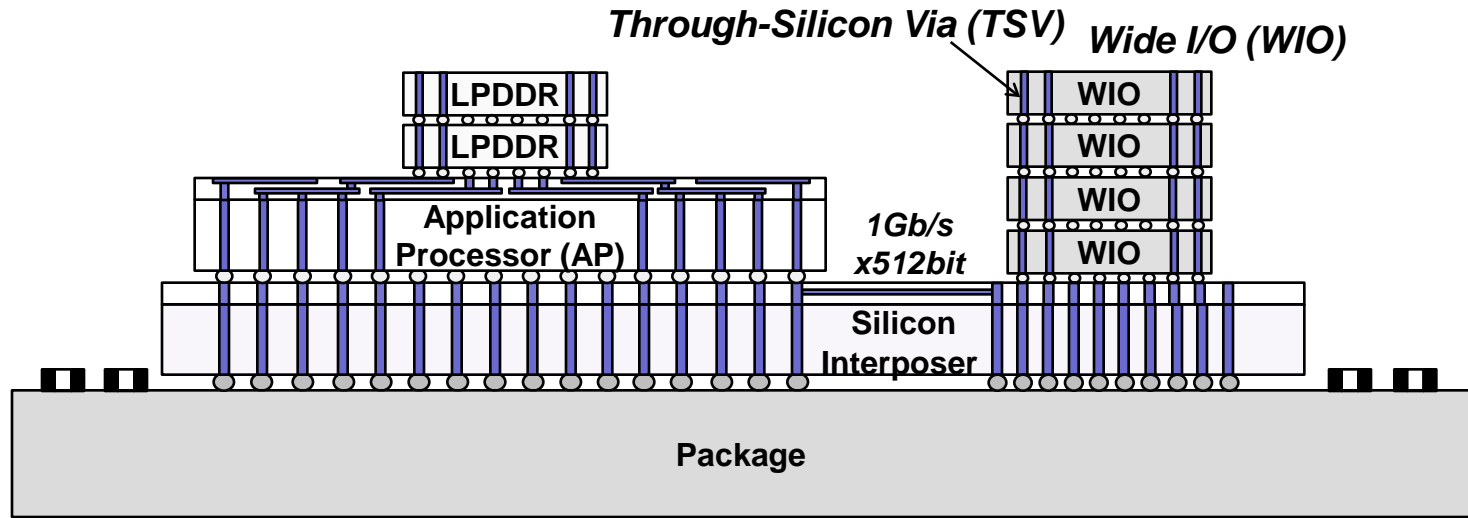 Through-Silicon Via (TSV)
Wide I/O (WIO)
LPDDR
LPDDR
WIO
WIO
WIO
WIO
Application
Processor (AP)
1Gb/s
x512bit
Silicon
Interposer
Package